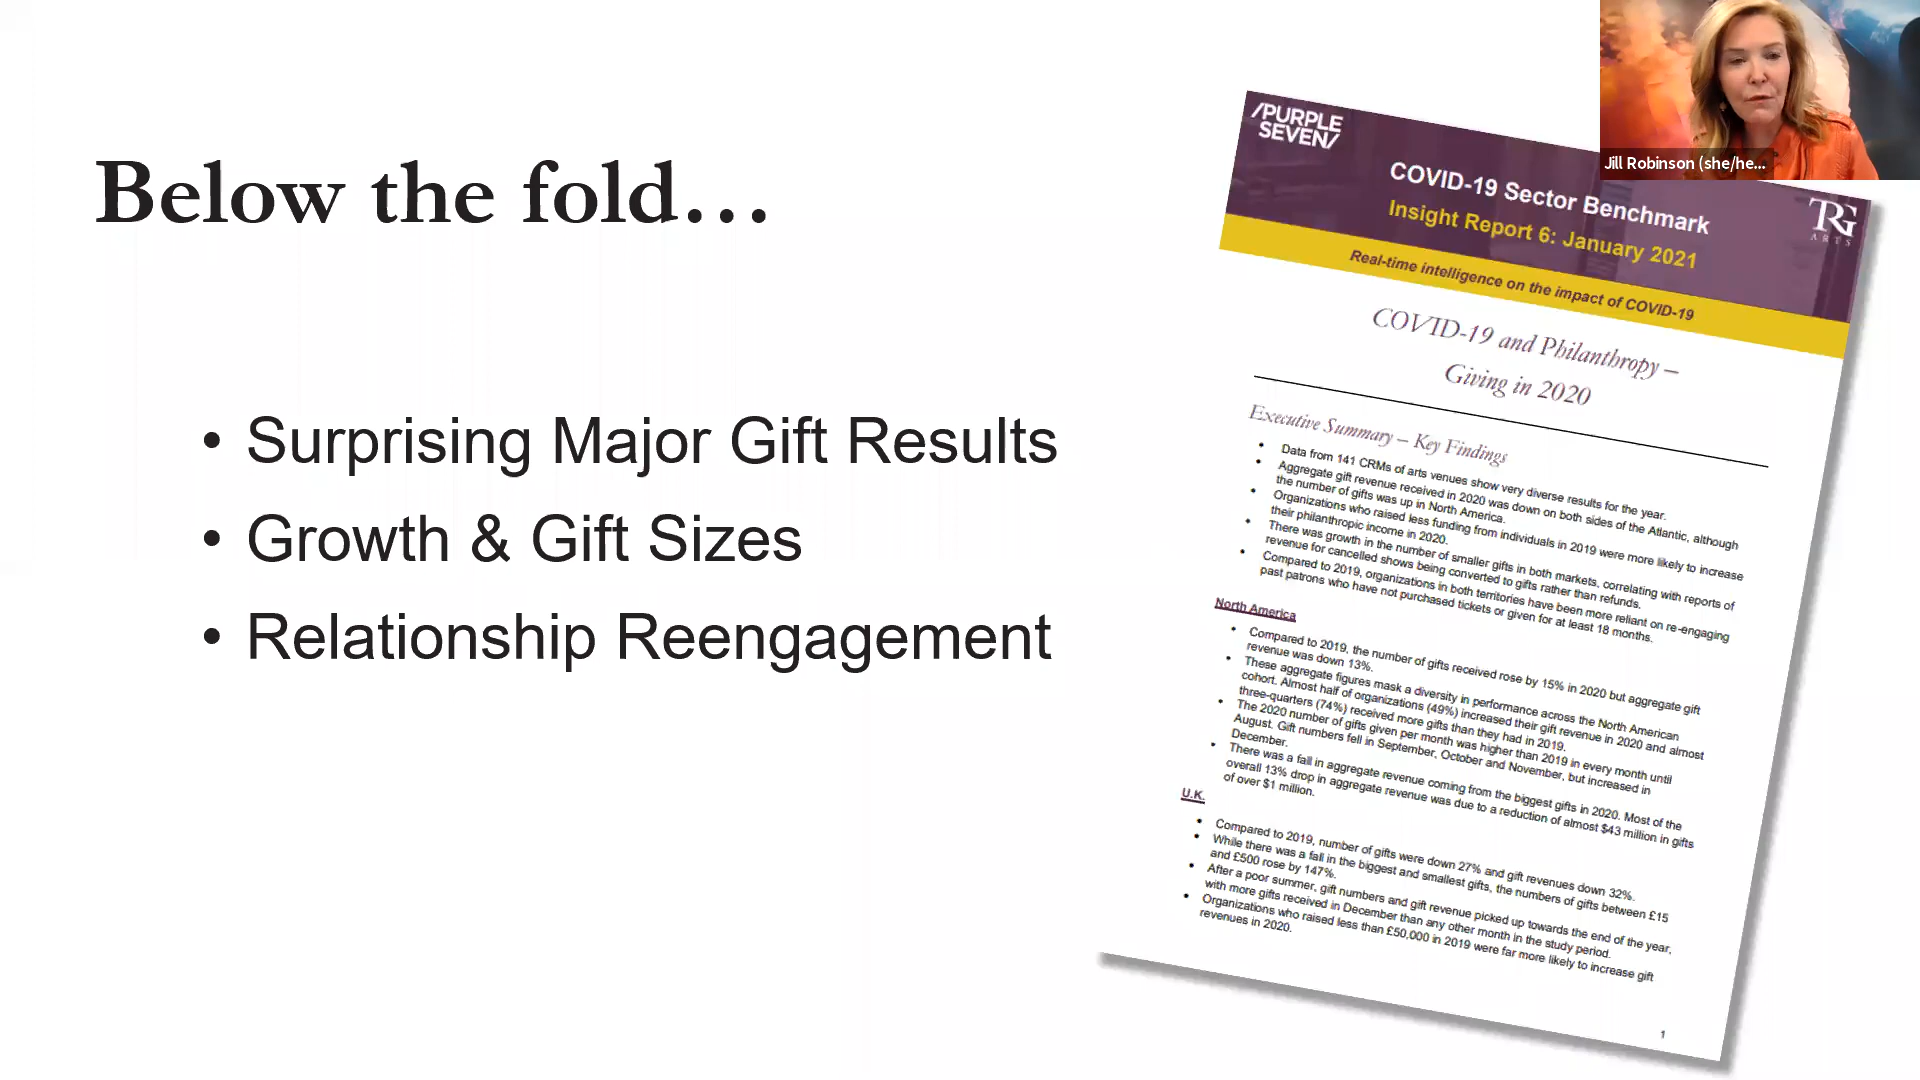 Below the fold…
• Surprising Major Gift Results
• Growth & Gift Sizes
• Relationship Reengagement
Jill Robinson (she/he...
/PURPLE
SEVEN/
TRG
ARTS
COVID-19 Sector Benchmark
Insight Report 6: January 2021
Real-time intelligence on the impact of COVID-19
COVID-19 and Philanthropy –
Giving in 2020
Executive Summary – Key Findings
• Data from 141 CRMs of arts venues show very diverse results for the year.
• Aggregate gift revenue received in 2020 was down on both sides of the Atlantic, although
the number of gifts was up in North America.
• Organizations who raised less funding from individuals in 2019 were more likely to increase
their philanthropic income in 2020.
• There was growth in the number of smaller gifts in both markets, correlating with reports of
revenue for cancelled shows being converted to gifts rather than refunds.
• Compared to 2019, organizations in both territories have been more reliant on re-engaging
past patrons who have not purchased tickets or given for at least 18 months.
North America
• Compared to 2019, the number of gifts received rose by 15% in 2020 but aggregate gift
revenue was down 13%.
• These aggregate figures mask a diversity in performance across the North American
cohort. Almost half of organizations (49%) increased their gift revenue in 2020 and almost
three-quarters (74%) received more gifts than they had in 2019.
• The 2020 number of gifts given per month was higher than 2019 in every month until
August. Gift numbers fell in September, October and November, but increased in
December.
• There was a fall in aggregate revenue coming from the biggest gifts in 2020. Most of the
overall 13% drop in aggregate revenue was due to a reduction of almost $43 million in gifts
of over $1 million.
U.K.
• Compared to 2019, number of gifts were down 27% and gift revenues down 32%.
• While there was a fall in the biggest and smallest gifts, the numbers of gifts between £15
and £500 rose by 147%.
• After a poor summer, gift numbers and gift revenue picked up towards the end of the year,
with more gifts received in December than any other month in the study period.
• Organizations who raised less than £50,000 in 2019 were far more likely to increase gift
revenues in 2020.
1